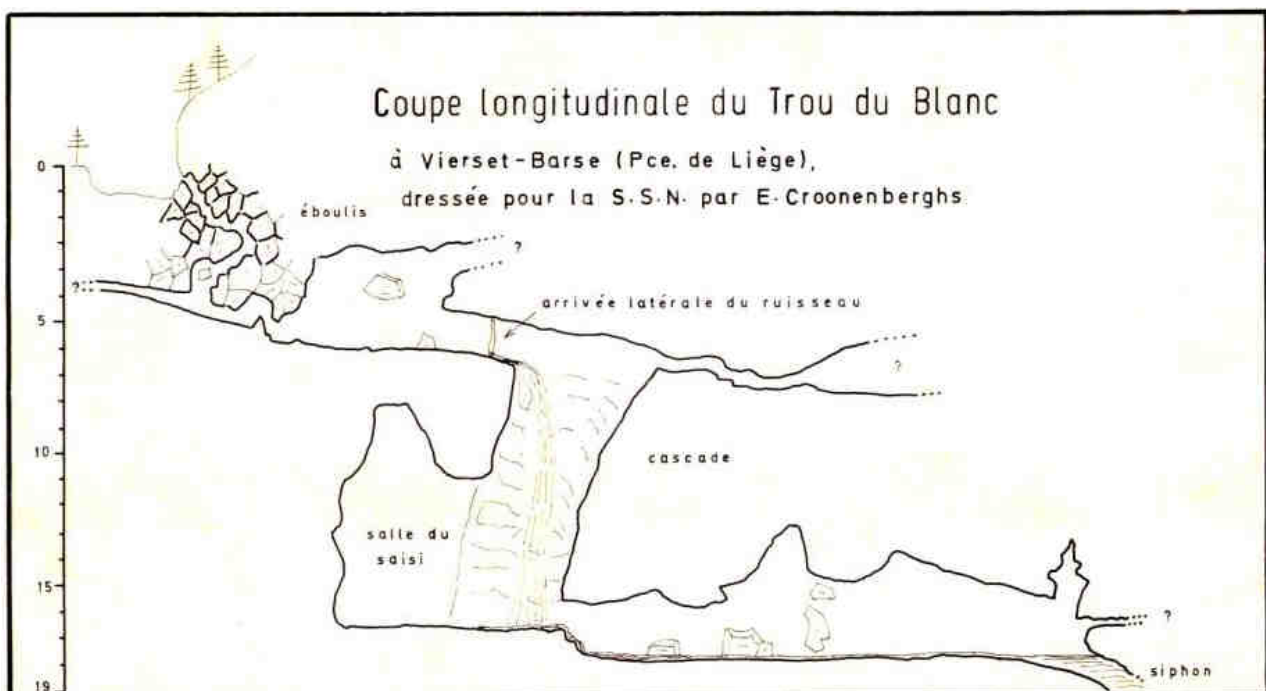 Coupe longitudinale du Trou du Blanc
à Vierset-Barse (Pce. de Liège),
dressée pour la S.S.N. par E. Croonenberghs
0
éboulis
?
?
arrivée latérale du ruisseau
5
?
10
cascade
salle du
saisi
15
?
siphon
19